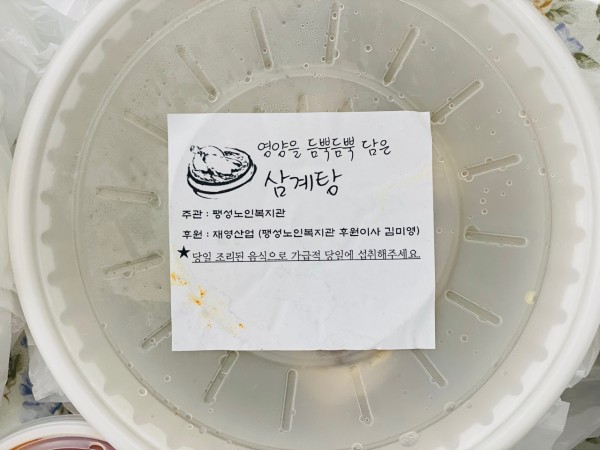 영양을 듬뿍듬뿍 담은
삼계탕
주관 : 팽성노인복지관
후원 : 재영산업 (팽성노인복지관 후원이사 김미영)
★당일 조리된 음식으로 가급적 당일에 섭취해주세요.